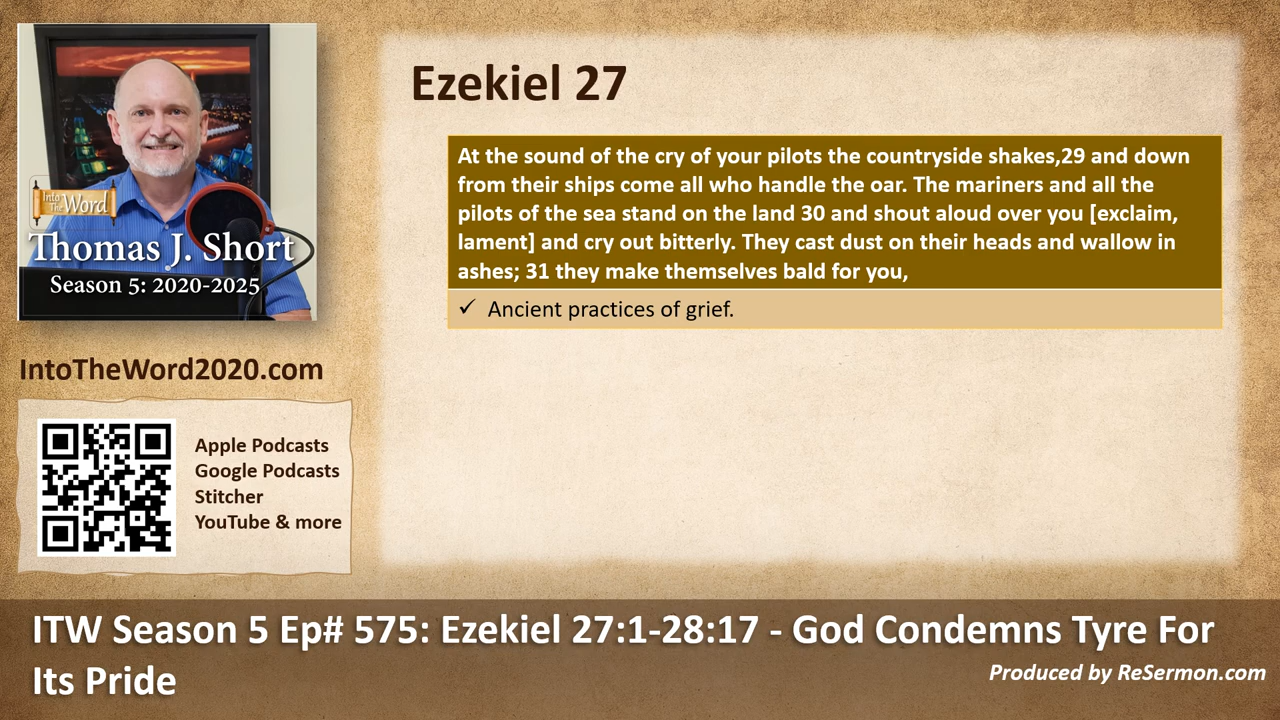 Into
The Word
Thomas J. Short
Season 5: 2020-2025
IntoTheWord2020.com
Apple Podcasts
Google Podcasts
Stitcher
YouTube & more
Ezekiel 27
At the sound of the cry of your pilots the countryside shakes,29 and down
from their ships come all who handle the oar. The mariners and all the
pilots of the sea stand on the land 30 and shout aloud over you [exclaim,
lament] and cry out bitterly. They cast dust on their heads and wallow in
ashes; 31 they make themselves bald for you,
✓ Ancient practices of grief.
ITW Season 5 Ep# 575: Ezekiel 27:1-28:17 - God Condemns Tyre For
Its Pride
Produced by ReSermon.com